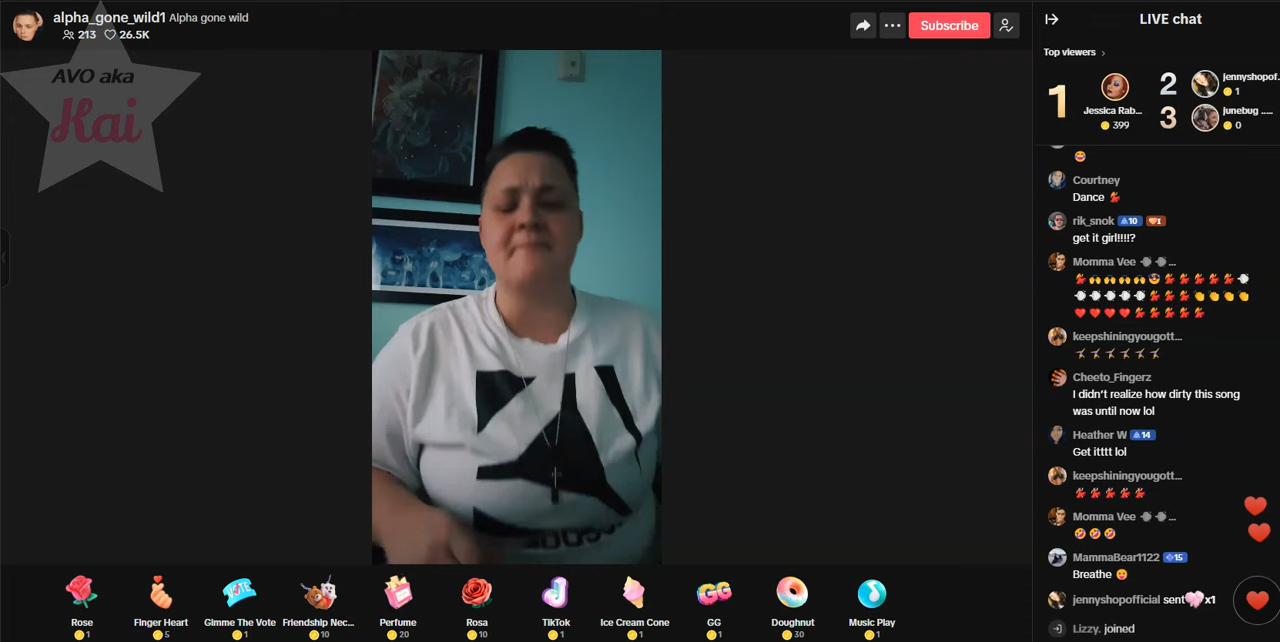 alpha_gone_wild1 Alpha gone wild
213 26.5K
Subscribe
AVO aka
Kai
LIVE chat
Top viewers
1
Jessica Rab...
399
2
jennyshopof.
1
3
junebug .....
0
Courtney
Dance
rik_snok 10
get it girl!!!!?
Momma Vee ...
keepshiningyougott...
Cheeto_Fingerz
I didn't realize how dirty this song
was until now lol
Heather W 14
Get itttt lol
keepshiningyougott...
Momma Vee ...
MammaBear1122 15
Breathe
jennyshopofficial sent x1
Lizzy. joined
Rose
1
Finger Heart
5
VOTE
Gimme The Vote
1
Friendship Nec...
10
Perfume
20
Rosa
10
TikTok
1
Ice Cream Cone
1
GG
GG
1
Doughnut
30
Music Play
1